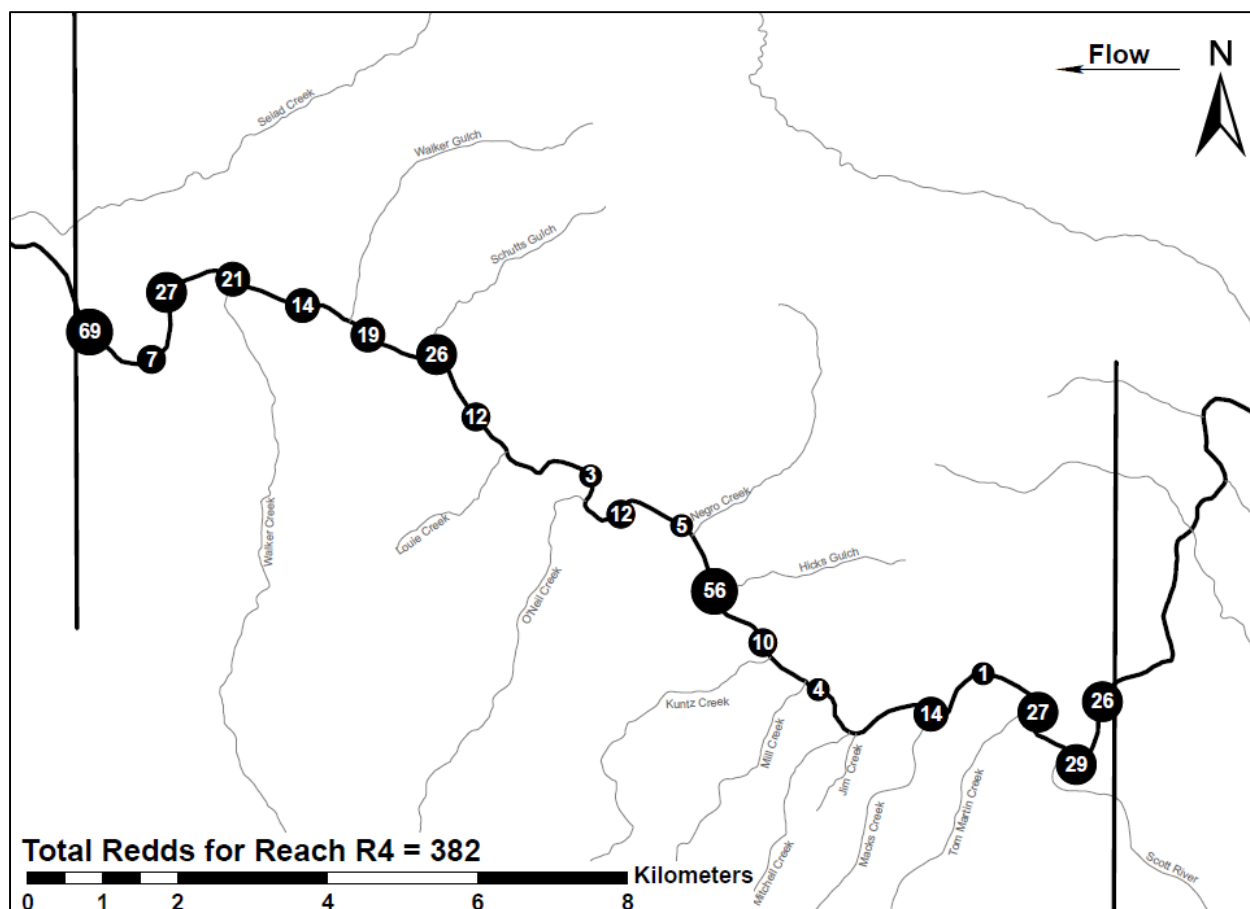 Flow
N
Seiad Creek
Walker Gulch
Schutts Gulch
69
7
27
21
14
19
26
12
3
12
5
Negro Creek
Louie Creek
Walker Creek
O'Neil Creek
56
Hicks Gulch
10
4
Kuntz Creek
Mill Creek
Mitchell Creek
Jim Creek
Macks Creek
14
1
27
26
29
Tom Martin Creek
Scott River
Total Redds for Reach R4 = 382
Kilometers
0 1 2 4 6 8